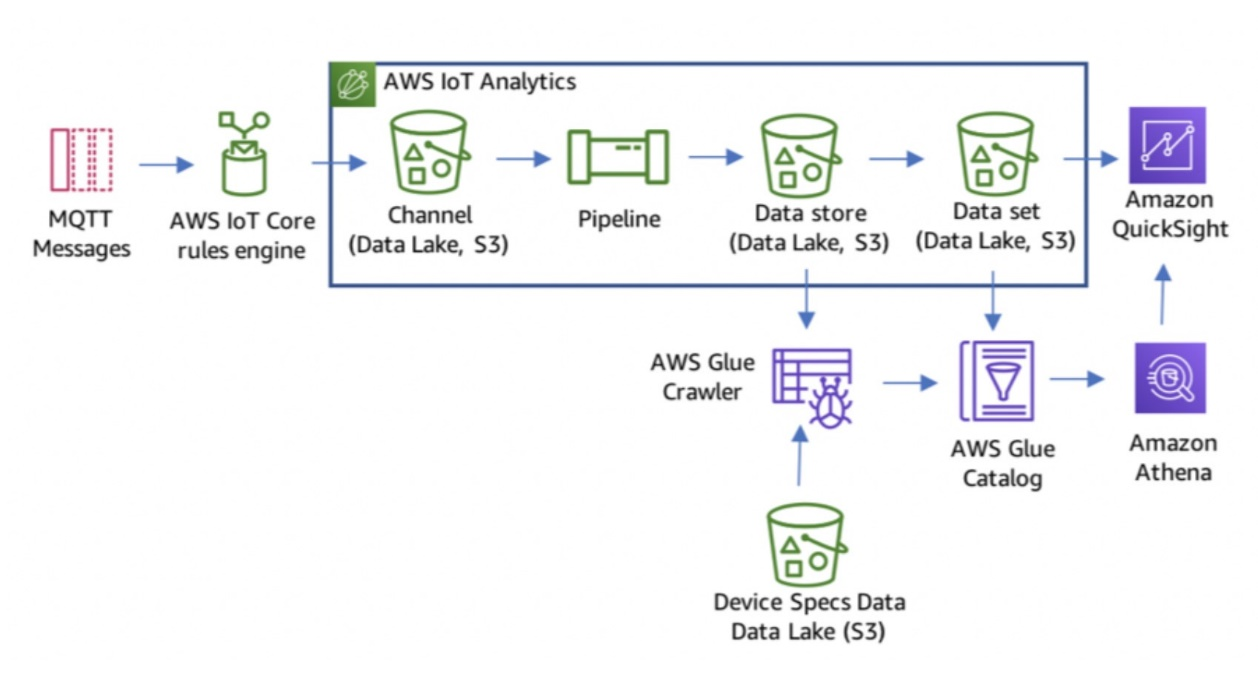 AWS IoT Analytics
MQTT
Messages
AWS IoT Core
rules engine
Channel
(Data Lake, S3)
Pipeline
Data store
(Data Lake, S3)
Data set
(Data Lake, S3)
Amazon
QuickSight
AWS Glue
Crawler
AWS Glue
Catalog
Amazon
Athena
Device Specs Data
Data Lake (S3)